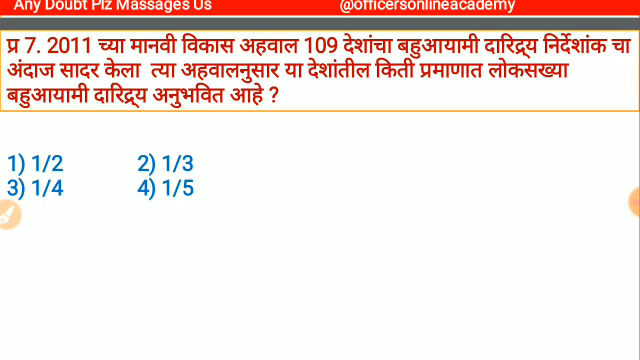 Any Doubt Plz Massages Us @officersonlineacademy
प्र 7. 2011 च्या मानवी विकास अहवाल 109 देशांचा बहुआयामी दारिद्र्य निर्देशांक चा
अंदाज सादर केला त्या अहवालनुसार या देशांतील किती प्रमाणात लोकसख्या
बहुआयामी दारिद्र्य अनुभवित आहे ?
1) 1/2 2) 1/3
3) 1/4 4) 1/5